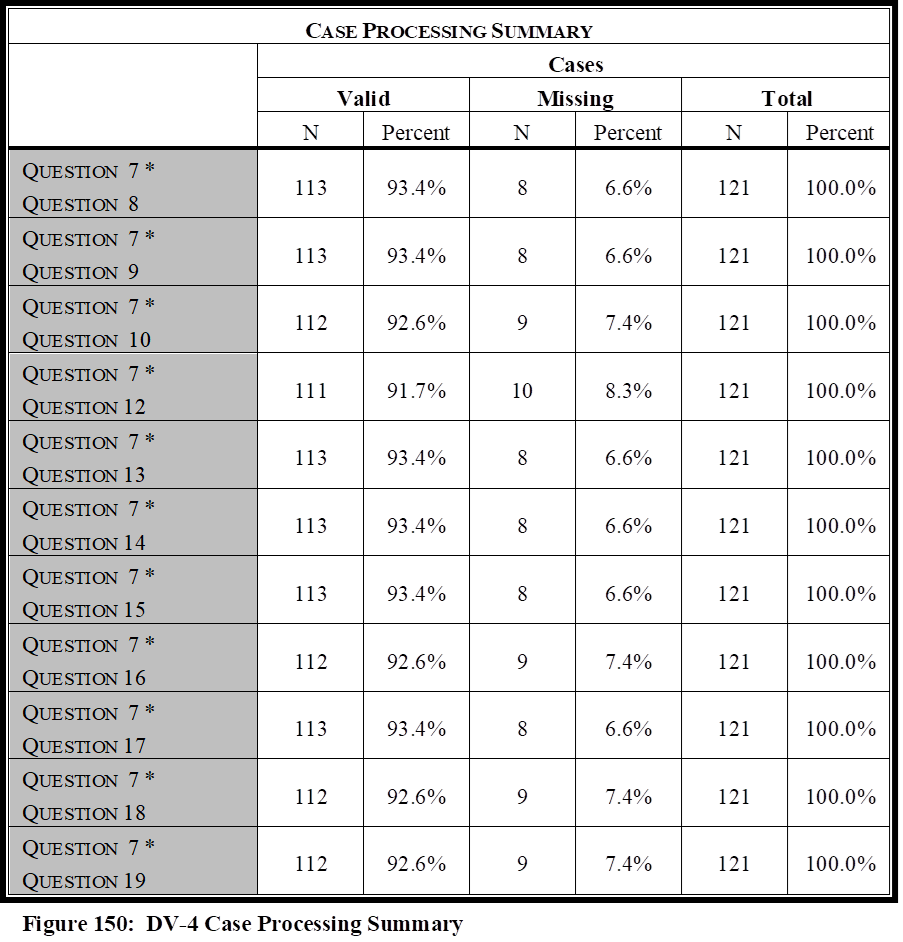 CASE PROCESSING SUMMARY
Cases
Valid Missing Total
N Percent N Percent N Percent
QUESTION 7 *
QUESTION 8
113 93.4% 8 6.6% 121 100.0%
QUESTION 7 *
QUESTION 9
113 93.4% 8 6.6% 121 100.0%
QUESTION 7 *
QUESTION 10
112 92.6% 9 7.4% 121 100.0%
QUESTION 7 *
QUESTION 12
111 91.7% 10 8.3% 121 100.0%
QUESTION 7 *
QUESTION 13
113 93.4% 8 6.6% 121 100.0%
QUESTION 7 *
QUESTION 14
113 93.4% 8 6.6% 121 100.0%
QUESTION 7 *
QUESTION 15
113 93.4% 8 6.6% 121 100.0%
QUESTION 7 *
QUESTION 16
112 92.6% 9 7.4% 121 100.0%
QUESTION 7 *
QUESTION 17
113 93.4% 8 6.6% 121 100.0%
QUESTION 7 *
QUESTION 18
112 92.6% 9 7.4% 121 100.0%
QUESTION 7 *
QUESTION 19
112 92.6% 9 7.4% 121 100.0%
Figure 150: DV-4 Case Processing Summary